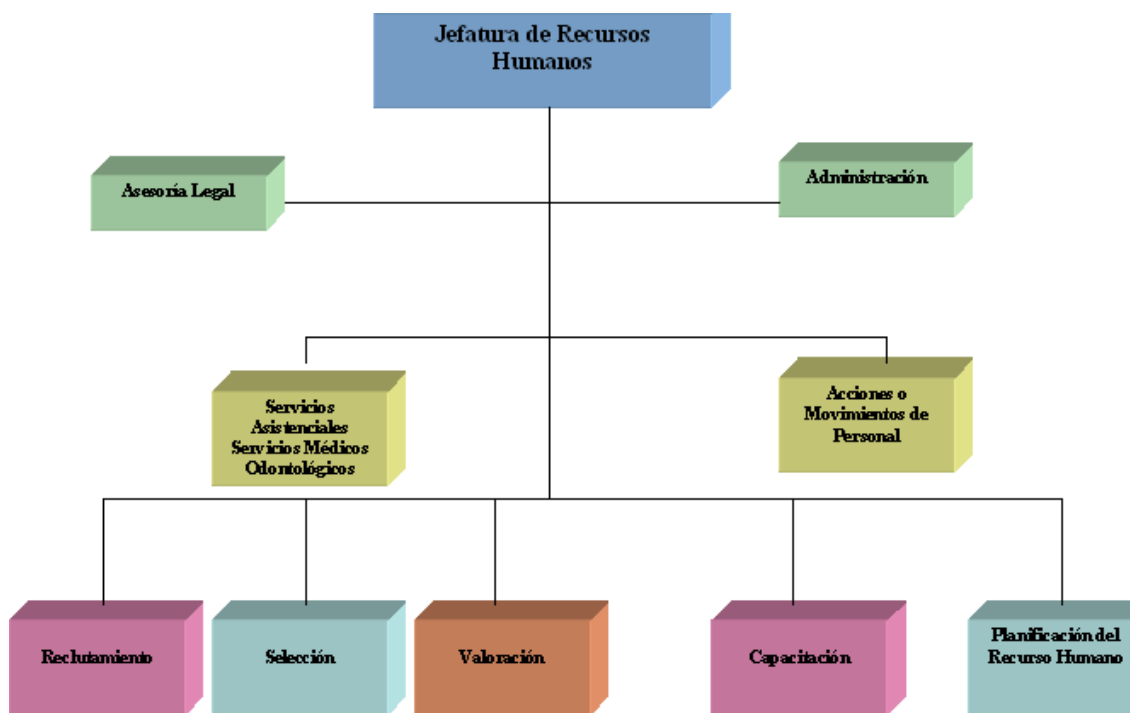 Jefatura de Recursos
Humanos
Asesoría Legal
Administración
Servicios
Asistenciales
Servicios Médicos
Odontológicos
Acciones o
Movimientos de
Personal
Reclutamiento
Selección
Valoración
Capacitación
Planificación del
Recurso Humano